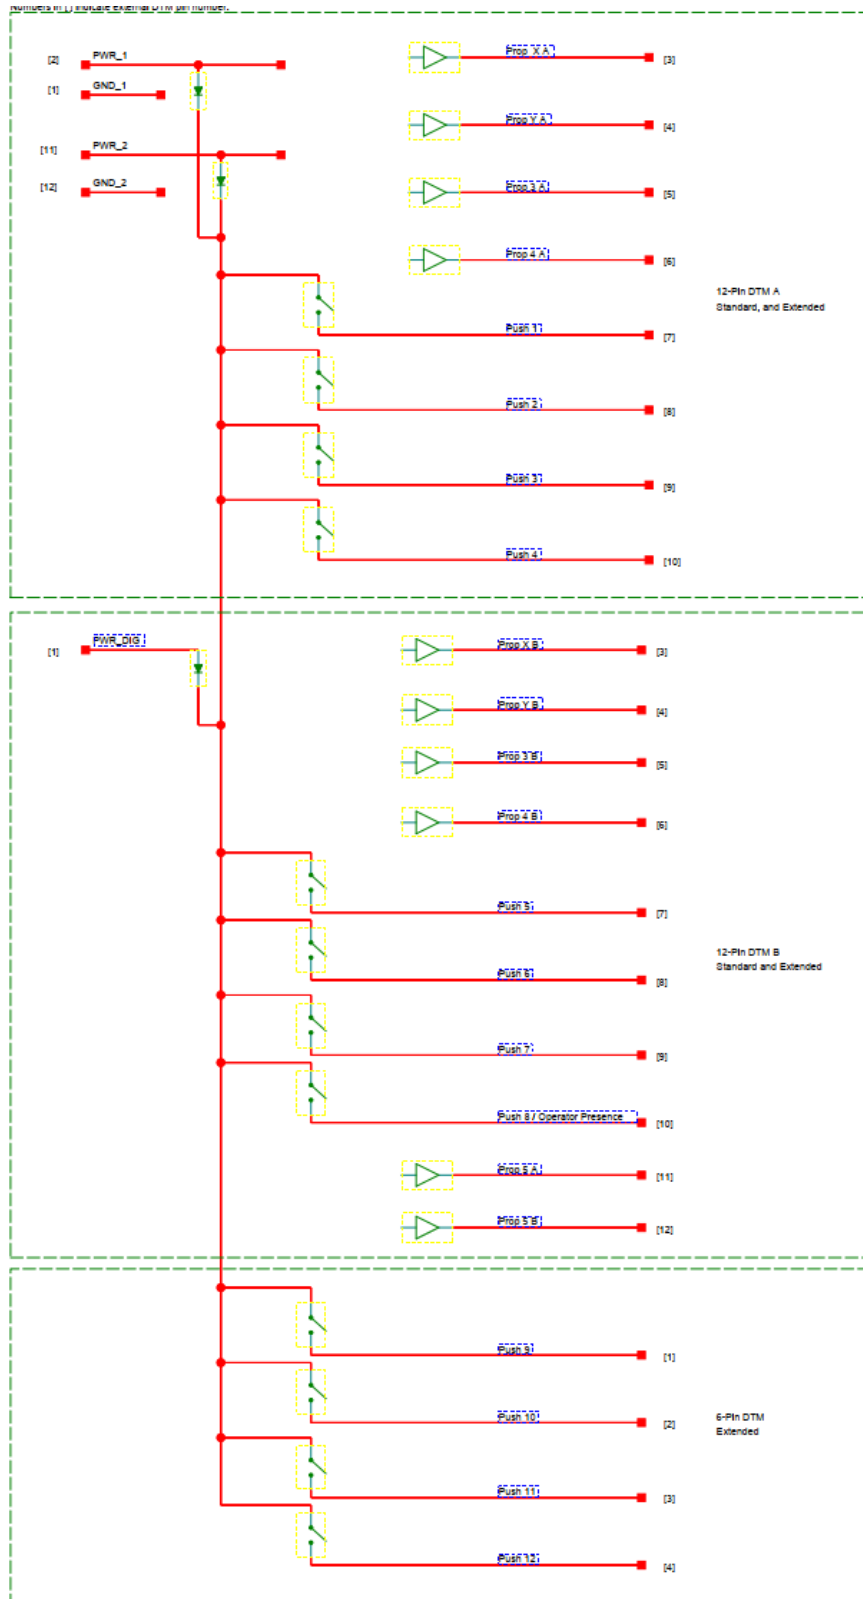 Numbers in [ ] indicate external DTM pin number.
[2] PWR_1
Prop X A [3]
[1] GND_1
Prop Y A [4]
[11] PWR_2
[12] GND_2
Prop 3 A [5]
Prop 4 A [6]
12-Pin DTM A
Standard, and Extended
Push 1 [7]
Push 2 [8]
Push 3 [9]
Push 4 [10]
[1] PWR_DIG
Prop X B [3]
Prop Y B [4]
Prop 3 B [5]
Prop 4 B [6]
Push 5 [7]
12-Pin DTM B
Standard and Extended
Push 6 [8]
Push 7 [9]
Push 8 / Operator Presence [10]
Prop 5 A [11]
Prop 5 B [12]
Push 9 [1]
Push 10 [2]
6-Pin DTM
Extended
Push 11 [3]
Push 12 [4]